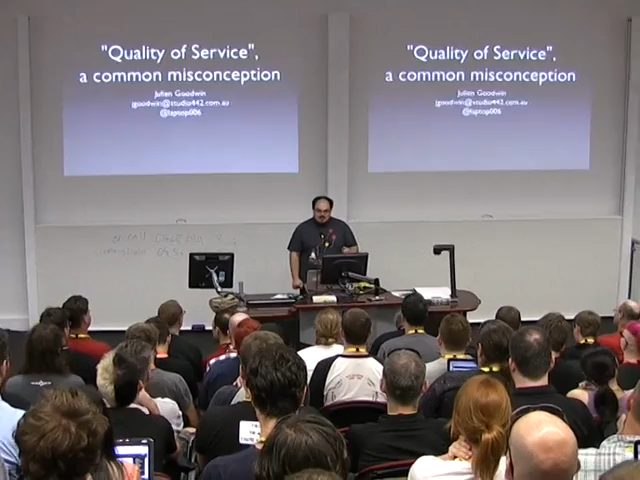 "Quality of Service",
a common misconception
Julien Goodwin
jgoodwin@studio442.com.au
@laptop006
"Quality of Service",
a common misconception
Julien Goodwin
jgoodwin@studio442.com.au
@laptop006